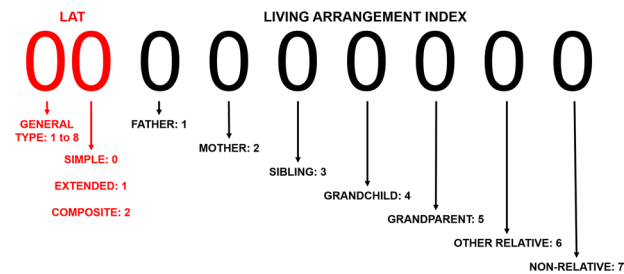 LAT
LIVING ARRANGEMENT INDEX
00 0 0 0 0 0 0 0
GENERAL
TYPE: 1 to 8
FATHER: 1
MOTHER: 2
SIMPLE: 0
SIBLING: 3
EXTENDED: 1
GRANDCHILD: 4
COMPOSITE: 2
GRANDPARENT: 5
OTHER RELATIVE: 6
NON-RELATIVE: 7